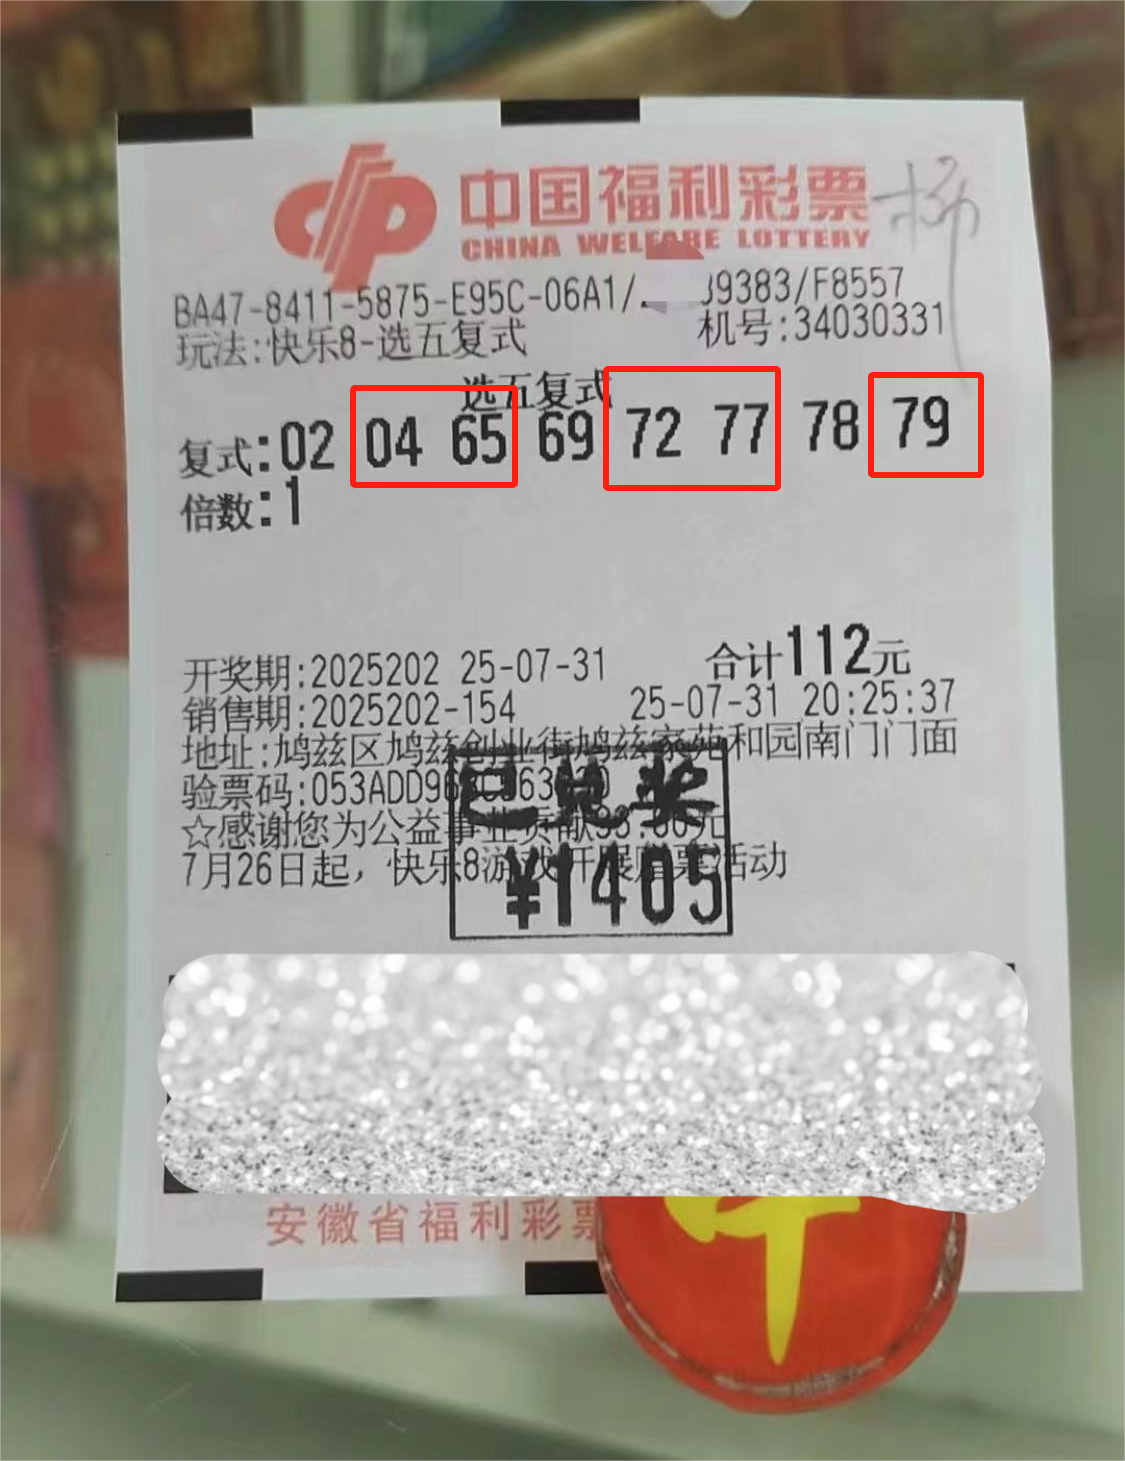 中国福利彩票
CHINA WELFARE LOTTERY
BA47-8411-5875-E95C-06A1/ 9383/F8557
玩法:快乐8-选五复式 机号:34030331
选五复式
复式:02 04 65 69 72 77 78 79
倍数:1
开奖期:2025202 25-07-31 合计112元
销售期:2025202-154 25-07-31 20:25:37
地址:鸠兹区鸠兹创业街鸠兹家苑和园南门门面
验票码:053ADD96
已兑奖
☆感谢您为公益事业贡献
7月26日起，快乐8游戏开展赠票活动
¥1405
安徽省福利彩票